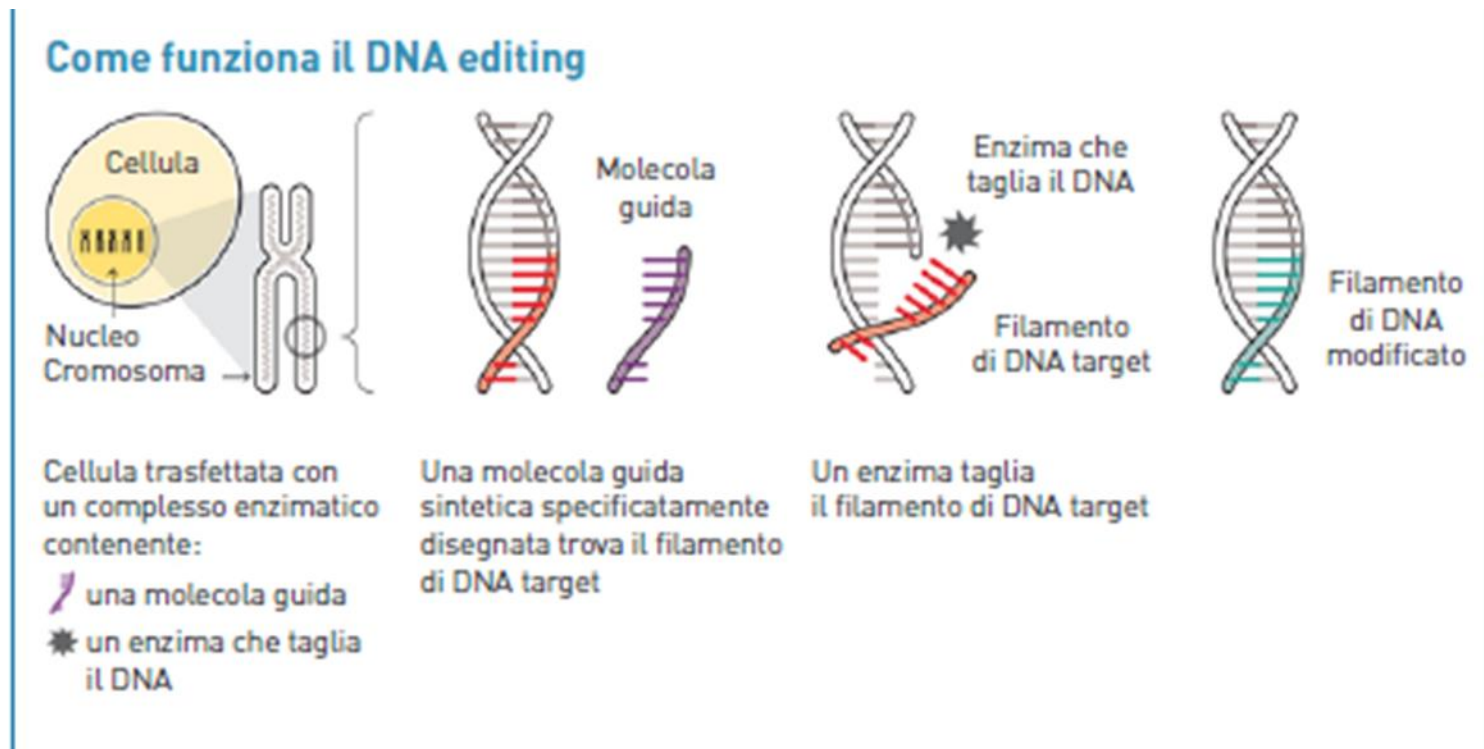 Come funziona il DNA editing
Cellula
Nucleo
Cromosoma
Molecola
guida
Enzima che
taglia il DNA
Filamento
di DNA target
Filamento
di DNA
modificato
Cellula trasfettata con
un complesso enzimatico
contenente:
una molecola guida
un enzima che taglia
il DNA
Una molecola guida
sintetica specificatamente
disegnata trova il filamento
di DNA target
Un enzima taglia
il filamento di DNA target